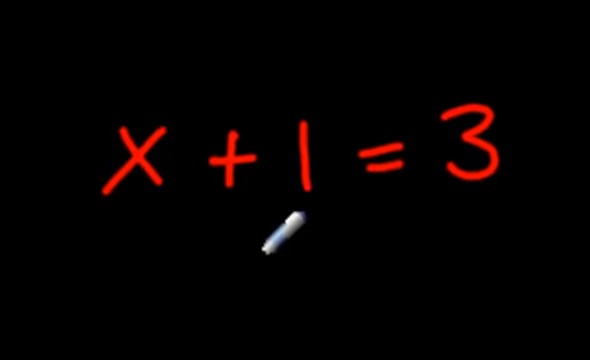 x + 1 = 3